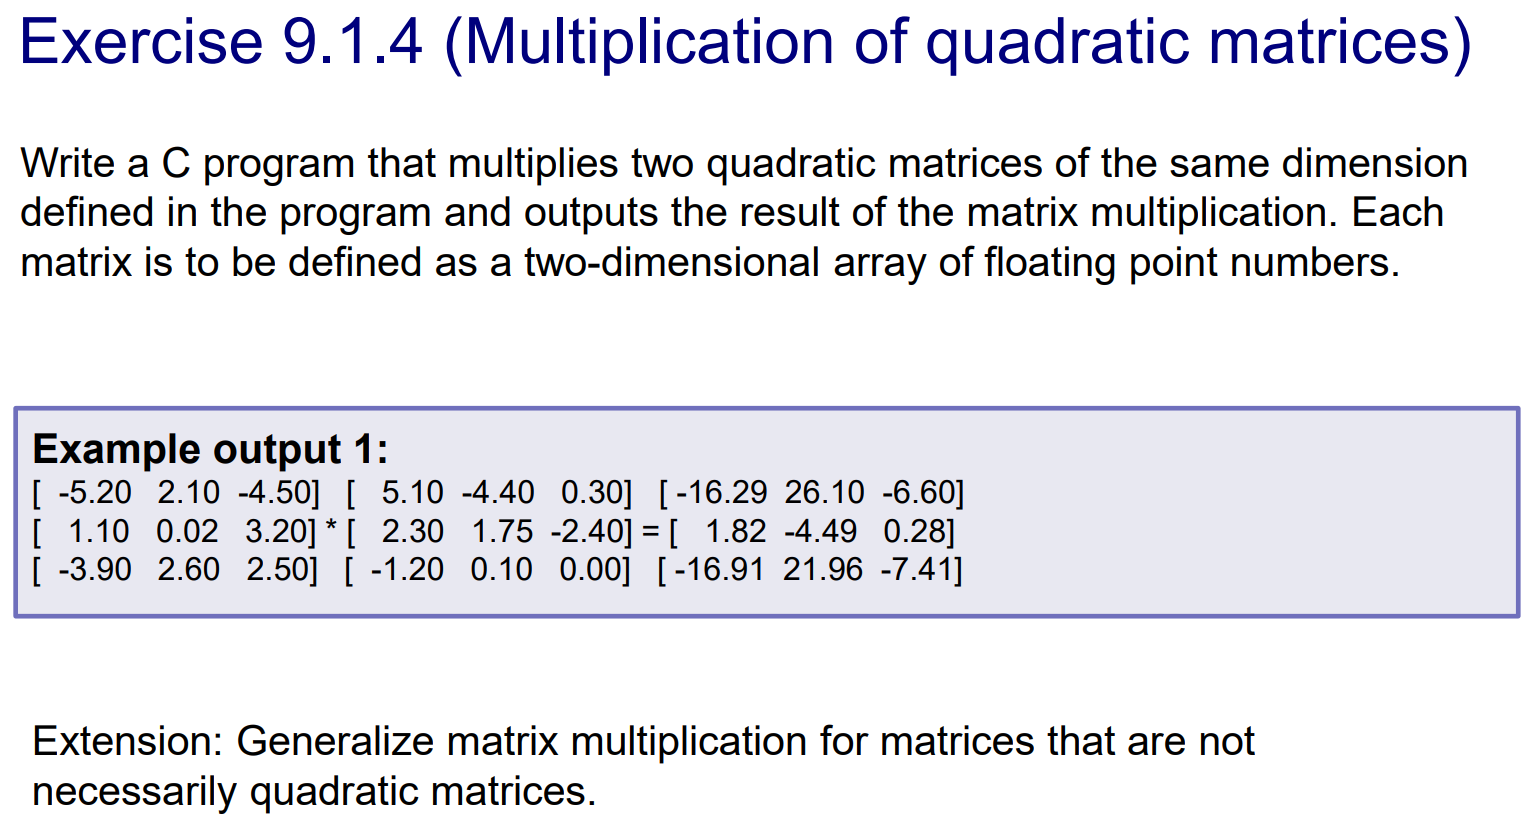 Exercise 9.1.4 (Multiplication of quadratic matrices)
Write a C program that multiplies two quadratic matrices of the same dimension
defined in the program and outputs the result of the matrix multiplication. Each
matrix is to be defined as a two-dimensional array of floating point numbers.
Example output 1:
[ -5.20 2.10 -4.50] [ 5.10 -4.40 0.30] [ -16.29 26.10 -6.60]
[ 1.10 0.02 3.20] * [ 2.30 1.75 -2.40] = [ 1.82 -4.49 0.28]
[ -3.90 2.60 2.50] [ -1.20 0.10 0.00] [ -16.91 21.96 -7.41]
Extension: Generalize matrix multiplication for matrices that are not
necessarily quadratic matrices.